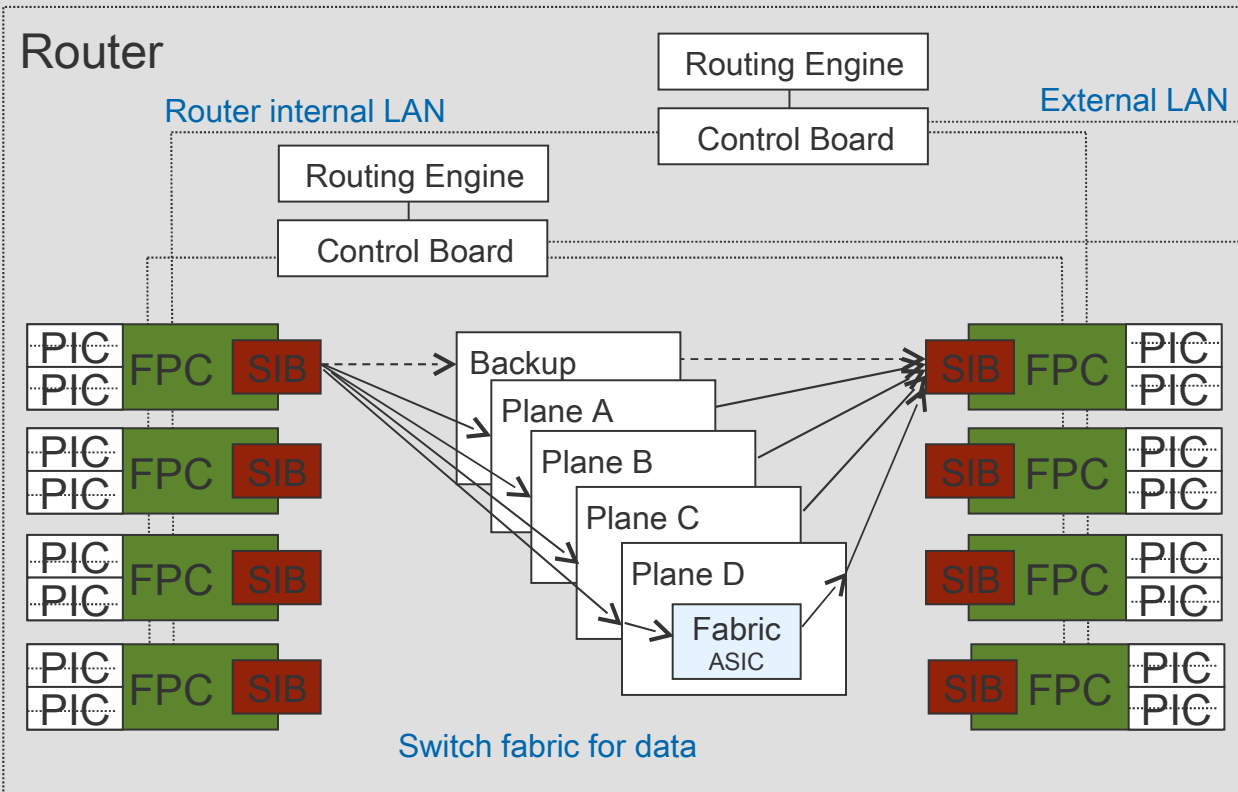 Router
Routing Engine
External LAN
Router internal LAN
Control Board
Routing Engine
Control Board
PIC
PIC
FPC
SIB
Backup
SIB
FPC
PIC
PIC
Plane A
PIC
PIC
FPC
SIB
Plane B
SIB
FPC
PIC
PIC
Plane C
PIC
PIC
FPC
SIB
Plane D
SIB
FPC
PIC
PIC
Fabric
ASIC
PIC
PIC
FPC
SIB
SIB
FPC
PIC
PIC
Switch fabric for data